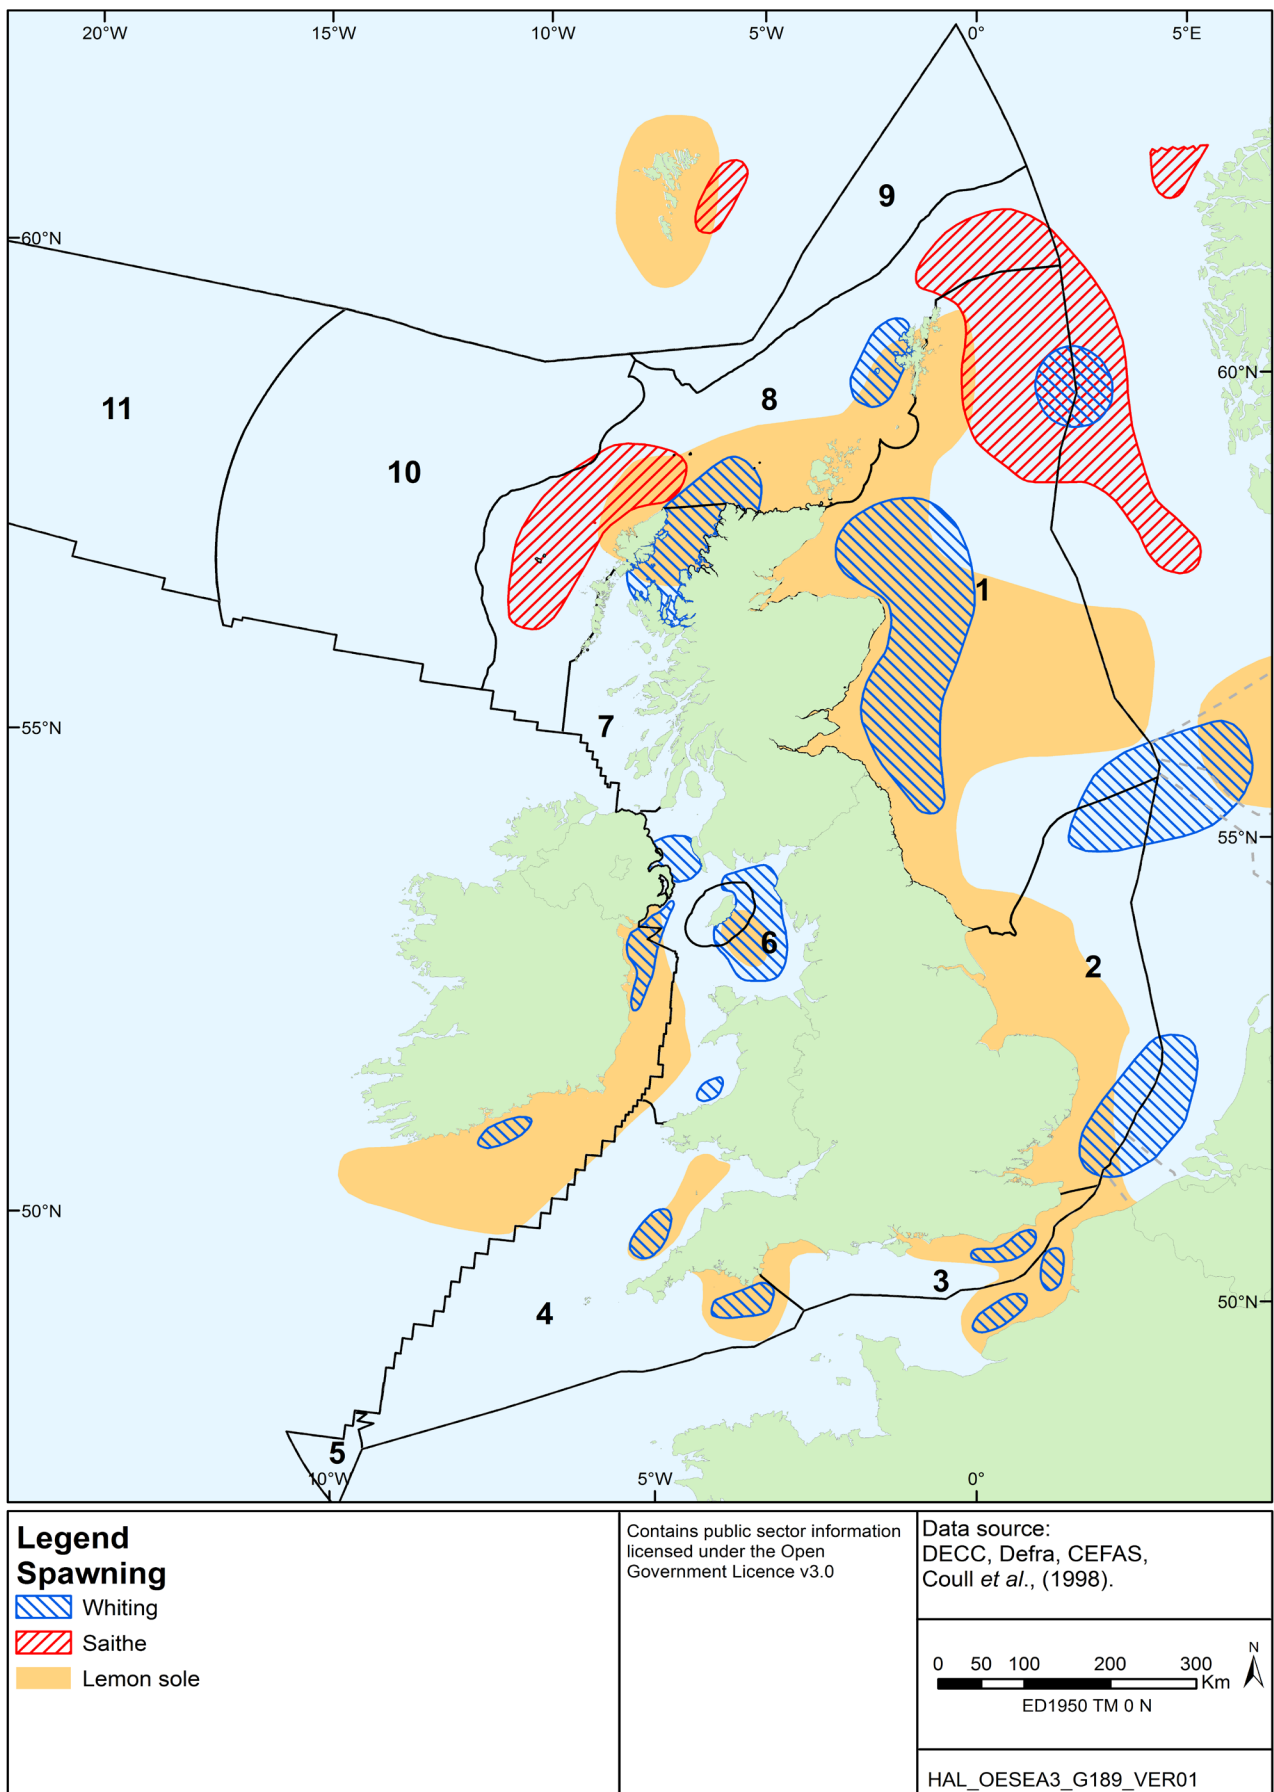 20°W 15°W 10°W 5°W 0° 5°E
9
60°N
60°N
8
11
10
1
7
55°N
55°N
6
2
50°N
3
50°N
4
5
10°W 5°W 0°
Legend
Spawning
Whiting
Saithe
Lemon sole
Contains public sector information
licensed under the Open
Government Licence v3.0
Data source:
DECC, Defra, CEFAS,
Coull et al., (1998).
N
0 50 100 200 300
Km
ED1950 TM 0 N
HAL_OESEA3_G189_VER01